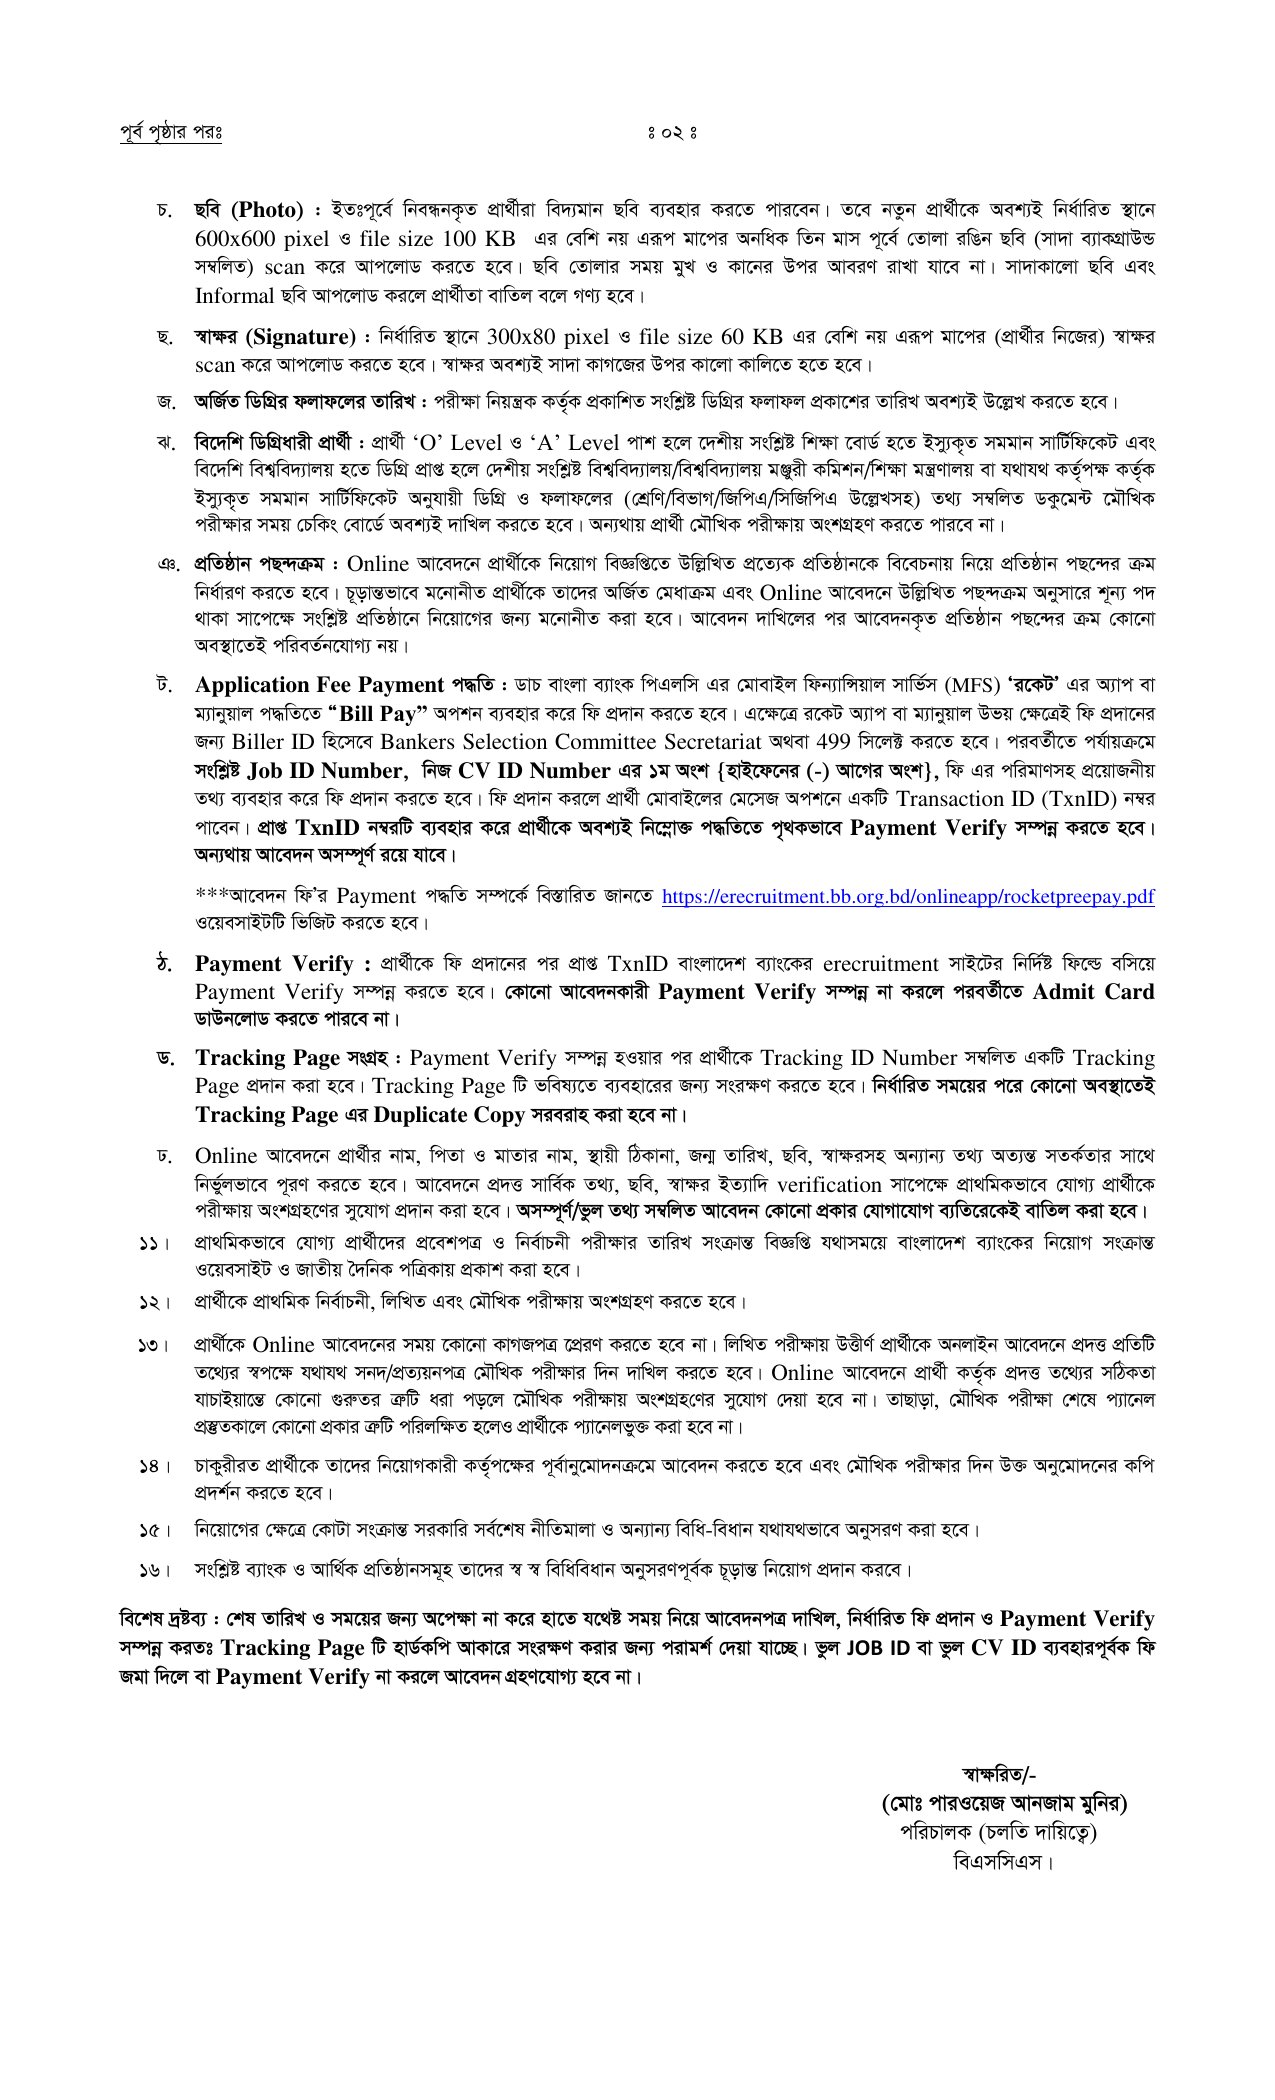 পূর্ব পৃষ্ঠার পরঃ
ঃ ০২ ঃ
চ. ছবি (Photo) : ইতঃপূর্বে নিবন্ধনকৃত প্রার্থীরা বিদ্যমান ছবি ব্যবহার করতে পারবেন। তবে নতুন প্রার্থীকে অবশ্যই নির্ধারিত স্থানে
600x600 pixel ও file size 100 KB এর বেশি নয় এরূপ মাপের অনধিক তিন মাস পূর্বে তোলা রঙিন ছবি (সাদা ব্যাকগ্রাউন্ড
সম্বলিত) scan করে আপলোড করতে হবে। ছবি তোলার সময় মুখ ও কানের উপর আবরণ রাখা যাবে না। সাদাকালো ছবি এবং
Informal ছবি আপলোড করলে প্রার্থীতা বাতিল বলে গণ্য হবে।
ছ. স্বাক্ষর (Signature) : নির্ধারিত স্থানে 300x80 pixel ও file size 60 KB এর বেশি নয় এরূপ মাপের (প্রার্থীর নিজের) স্বাক্ষর
scan করে আপলোড করতে হবে। স্বাক্ষর অবশ্যই সাদা কাগজের উপর কালো কালিতে হতে হবে।
জ. অর্জিত ডিগ্রির ফলাফলের তারিখ : পরীক্ষা নিয়ন্ত্রক কর্তৃক প্রকাশিত সংশ্লিষ্ট ডিগ্রির ফলাফল প্রকাশের তারিখ অবশ্যই উল্লেখ করতে হবে।
ঝ. বিদেশি ডিগ্রিধারী প্রার্থী : প্রার্থী ‘O’ Level ও ‘A’ Level পাশ হলে দেশীয় সংশ্লিষ্ট শিক্ষা বোর্ড হতে ইস্যুকৃত সমমান সার্টিফিকেট এবং
বিদেশি বিশ্ববিদ্যালয় হতে ডিগ্রি প্রাপ্ত হলে দেশীয় সংশ্লিষ্ট বিশ্ববিদ্যালয়/বিশ্ববিদ্যালয় মঞ্জুরী কমিশন/শিক্ষা মন্ত্রণালয় বা যথাযথ কর্তৃপক্ষ কর্তৃক
ইস্যুকৃত সমমান সার্টিফিকেট অনুযায়ী ডিগ্রি ও ফলাফলের (শ্রেণি/বিভাগ/জিপিএ/সিজিপিএ উল্লেখসহ) তথ্য সম্বলিত ডকুমেন্ট মৌখিক
পরীক্ষার সময় চেকিং বোর্ডে অবশ্যই দাখিল করতে হবে। অন্যথায় প্রার্থী মৌখিক পরীক্ষায় অংশগ্রহণ করতে পারবে না।
ঞ. প্রতিষ্ঠান পছন্দক্রম : Online আবেদনে প্রার্থীকে নিয়োগ বিজ্ঞপ্তিতে উল্লিখিত প্রত্যেক প্রতিষ্ঠানকে বিবেচনায় নিয়ে প্রতিষ্ঠান পছন্দের ক্রম
নির্ধারণ করতে হবে। চূড়ান্তভাবে মনোনীত প্রার্থীকে তাদের অর্জিত মেধাক্রম এবং Online আবেদনে উল্লিখিত পছন্দক্রম অনুসারে শূন্য পদ
থাকা সাপেক্ষে সংশ্লিষ্ট প্রতিষ্ঠানে নিয়োগের জন্য মনোনীত করা হবে। আবেদন দাখিলের পর আবেদনকৃত প্রতিষ্ঠান পছন্দের ক্রম কোনো
অবস্থাতেই পরিবর্তনযোগ্য নয়।
ট. Application Fee Payment পদ্ধতি : ডাচ বাংলা ব্যাংক পিএলসি এর মোবাইল ফিন্যান্সিয়াল সার্ভিস (MFS) ‘রকেট’ এর অ্যাপ বা
ম্যানুয়াল পদ্ধতিতে “Bill Pay” অপশন ব্যবহার করে ফি প্রদান করতে হবে। এক্ষেত্রে রকেট অ্যাপ বা ম্যানুয়াল উভয় ক্ষেত্রেই ফি প্রদানের
জন্য Biller ID হিসেবে Bankers Selection Committee Secretariat অথবা 499 সিলেক্ট করতে হবে। পরবর্তীতে পর্যায়ক্রমে
সংশ্লিষ্ট Job ID Number, নিজ CV ID Number এর ১ম অংশ {হাইফেনের (-) আগের অংশ}, ফি এর পরিমাণসহ প্রয়োজনীয়
তথ্য ব্যবহার করে ফি প্রদান করতে হবে। ফি প্রদান করলে প্রার্থী মোবাইলের মেসেজ অপশনে একটি Transaction ID (TxnID) নম্বর
পাবেন। প্রাপ্ত TxnID নম্বরটি ব্যবহার করে প্রার্থীকে অবশ্যই নিম্নোক্ত পদ্ধতিতে পৃথকভাবে Payment Verify সম্পন্ন করতে হবে।
অন্যথায় আবেদন অসম্পূর্ণ রয়ে যাবে।
***আবেদন ফি’র Payment পদ্ধতি সম্পর্কে বিস্তারিত জানতে https://erecruitment.bb.org.bd/onlineapp/rocketpreepay.pdf
ওয়েবসাইটটি ভিজিট করতে হবে।
ঠ. Payment Verify : প্রার্থীকে ফি প্রদানের পর প্রাপ্ত TxnID বাংলাদেশ ব্যাংকের erecruitment সাইটের নির্দিষ্ট ফিল্ডে বসিয়ে
Payment Verify সম্পন্ন করতে হবে। কোনো আবেদনকারী Payment Verify সম্পন্ন না করলে পরবর্তীতে Admit Card
ডাউনলোড করতে পারবে না।
ড. Tracking Page সংগ্রহ : Payment Verify সম্পন্ন হওয়ার পর প্রার্থীকে Tracking ID Number সম্বলিত একটি Tracking
Page প্রদান করা হবে। Tracking Page টি ভবিষ্যতে ব্যবহারের জন্য সংরক্ষণ করতে হবে। নির্ধারিত সময়ের পরে কোনো অবস্থাতেই
Tracking Page এর Duplicate Copy সরবরাহ করা হবে না।
ঢ. Online আবেদনে প্রার্থীর নাম, পিতা ও মাতার নাম, স্থায়ী ঠিকানা, জন্ম তারিখ, ছবি, স্বাক্ষরসহ অন্যান্য তথ্য অত্যন্ত সতর্কতার সাথে
নির্ভুলভাবে পূরণ করতে হবে। আবেদনে প্রদত্ত সার্বিক তথ্য, ছবি, স্বাক্ষর ইত্যাদি verification সাপেক্ষে প্রাথমিকভাবে যোগ্য প্রার্থীকে
পরীক্ষায় অংশগ্রহণের সুযোগ প্রদান করা হবে। অসম্পূর্ণ/ভুল তথ্য সম্বলিত আবেদন কোনো প্রকার যোগাযোগ ব্যতিরেকেই বাতিল করা হবে।
১১। প্রাথমিকভাবে যোগ্য প্রার্থীদের প্রবেশপত্র ও নির্বাচনী পরীক্ষার তারিখ সংক্রান্ত বিজ্ঞপ্তি যথাসময়ে বাংলাদেশ ব্যাংকের নিয়োগ সংক্রান্ত
ওয়েবসাইট ও জাতীয় দৈনিক পত্রিকায় প্রকাশ করা হবে।
১২। প্রার্থীকে প্রাথমিক নির্বাচনী, লিখিত এবং মৌখিক পরীক্ষায় অংশগ্রহণ করতে হবে।
১৩। প্রার্থীকে Online আবেদনের সময় কোনো কাগজপত্র প্রেরণ করতে হবে না। লিখিত পরীক্ষায় উত্তীর্ণ প্রার্থীকে অনলাইন আবেদনে প্রদত্ত প্রতিটি
তথ্যের স্বপক্ষে যথাযথ সনদ/প্রত্যয়নপত্র মৌখিক পরীক্ষার দিন দাখিল করতে হবে। Online আবেদনে প্রার্থী কর্তৃক প্রদত্ত তথ্যের সঠিকতা
যাচাইয়ান্তে কোনো গুরুতর ত্রুটি ধরা পড়লে মৌখিক পরীক্ষায় অংশগ্রহণের সুযোগ দেয়া হবে না। তাছাড়া, মৌখিক পরীক্ষা শেষে প্যানেল
প্রস্তুতকালে কোনো প্রকার ত্রুটি পরিলক্ষিত হলেও প্রার্থীকে প্যানেলভুক্ত করা হবে না।
১৪। চাকুরীরত প্রার্থীকে তাদের নিয়োগকারী কর্তৃপক্ষের পূর্বানুমোদনক্রমে আবেদন করতে হবে এবং মৌখিক পরীক্ষার দিন উক্ত অনুমোদনের কপি
প্রদর্শন করতে হবে।
১৫। নিয়োগের ক্ষেত্রে কোটা সংক্রান্ত সরকারি সর্বশেষ নীতিমালা ও অন্যান্য বিধি-বিধান যথাযথভাবে অনুসরণ করা হবে।
১৬। সংশ্লিষ্ট ব্যাংক ও আর্থিক প্রতিষ্ঠানসমূহ তাদের স্ব স্ব বিধিবিধান অনুসরণপূর্বক চূড়ান্ত নিয়োগ প্রদান করবে।
বিশেষ দ্রষ্টব্য : শেষ তারিখ ও সময়ের জন্য অপেক্ষা না করে হাতে যথেষ্ট সময় নিয়ে আবেদনপত্র দাখিল, নির্ধারিত ফি প্রদান ও Payment Verify
সম্পন্ন করতঃ Tracking Page টি হার্ডকপি আকারে সংরক্ষণ করার জন্য পরামর্শ দেয়া যাচ্ছে। ভুল JOB ID বা ভুল CV ID ব্যবহারপূর্বক ফি
জমা দিলে বা Payment Verify না করলে আবেদন গ্রহণযোগ্য হবে না।
স্বাক্ষরিত/-
(মোঃ পারওয়েজ আনজাম মুনির)
পরিচালক (চলতি দায়িত্বে)
বিএসসিএস।